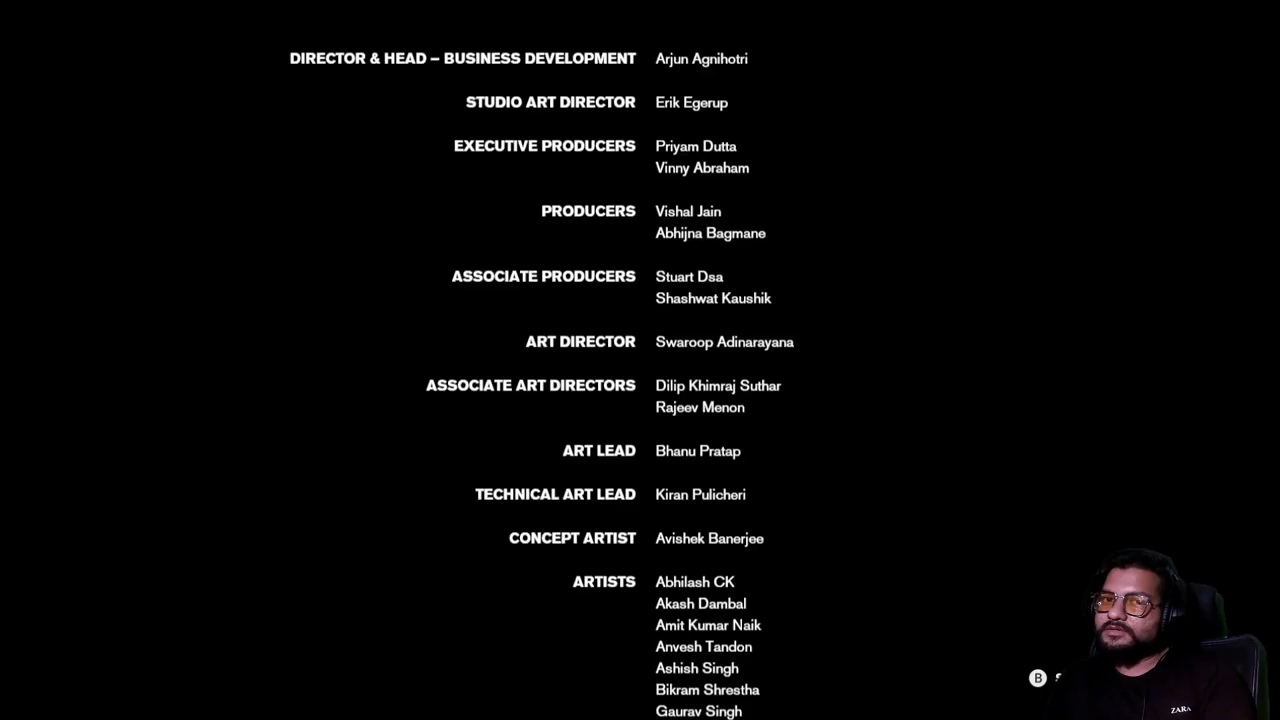 DIRECTOR & HEAD – BUSINESS DEVELOPMENT Arjun Agnihotri
STUDIO ART DIRECTOR Erik Egerup
EXECUTIVE PRODUCERS Priyam Dutta
Vinny Abraham
PRODUCERS Vishal Jain
Abhijna Bagmane
ASSOCIATE PRODUCERS Stuart Dsa
Shashwat Kaushik
ART DIRECTOR Swaroop Adinarayana
ASSOCIATE ART DIRECTORS Dilip Khimraj Suthar
Rajeev Menon
ART LEAD Bhanu Pratap
TECHNICAL ART LEAD Kiran Pulicheri
CONCEPT ARTIST Avishek Banerjee
ARTISTS Abhilash CK
Akash Dambal
Amit Kumar Naik
Anvesh Tandon
Ashish Singh
Bikram Shrestha
B
Gaurav Singh
ZARA